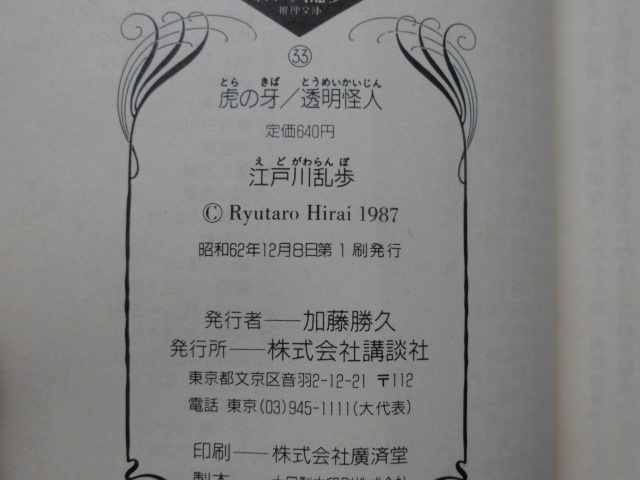 推理文庫
33
とら きば とうめいかいじん
虎の牙／透明怪人
定価640円
えどがわらんぽ
江戸川乱歩
© Ryutaro Hirai 1987
昭和62年12月8日第1刷発行
発行者──加藤勝久
発行所──株式会社講談社
東京都文京区音羽2-12-21 〒112
電話 東京(03)945-1111(大代表)
印刷──株式会社廣済堂